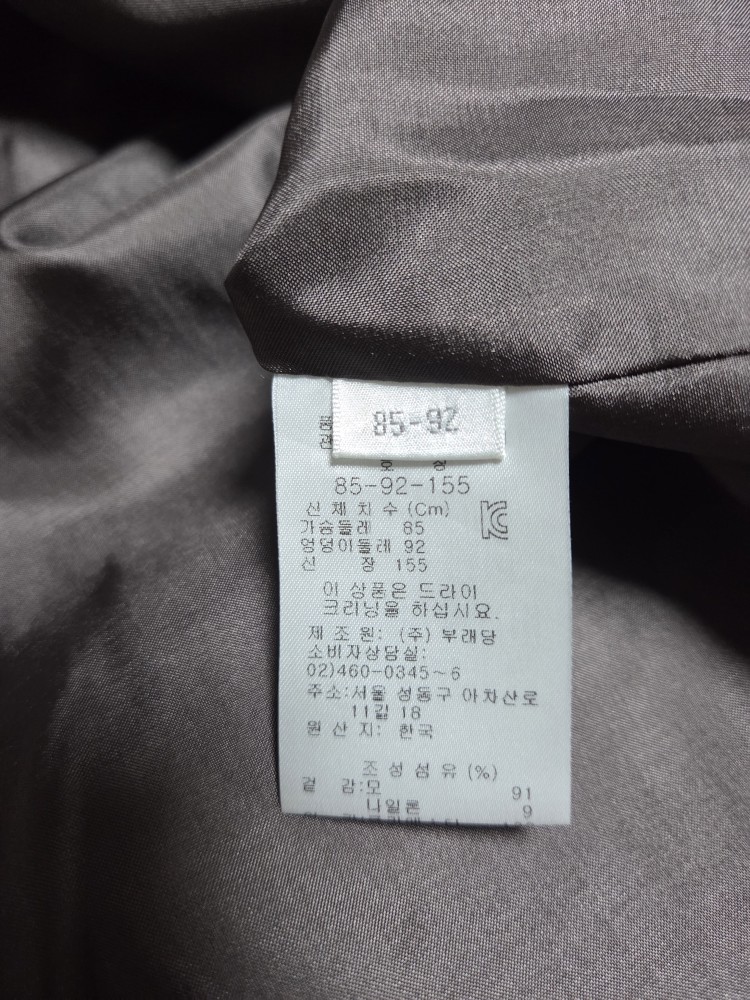 85-92
85-92-155
신체치수(Cm)
가슴둘레 85
엉덩이둘레 92
신 장 155
이 상품은 드라이
크리닝을 하십시요.
제 조 원: (주) 부래당
소비자상담실:
02)460-0345~6
주소:서울 성동구 아차산로
11길 18
원 산 지: 한국
조성섬유(%)
겉 감:모 91
나일론 9